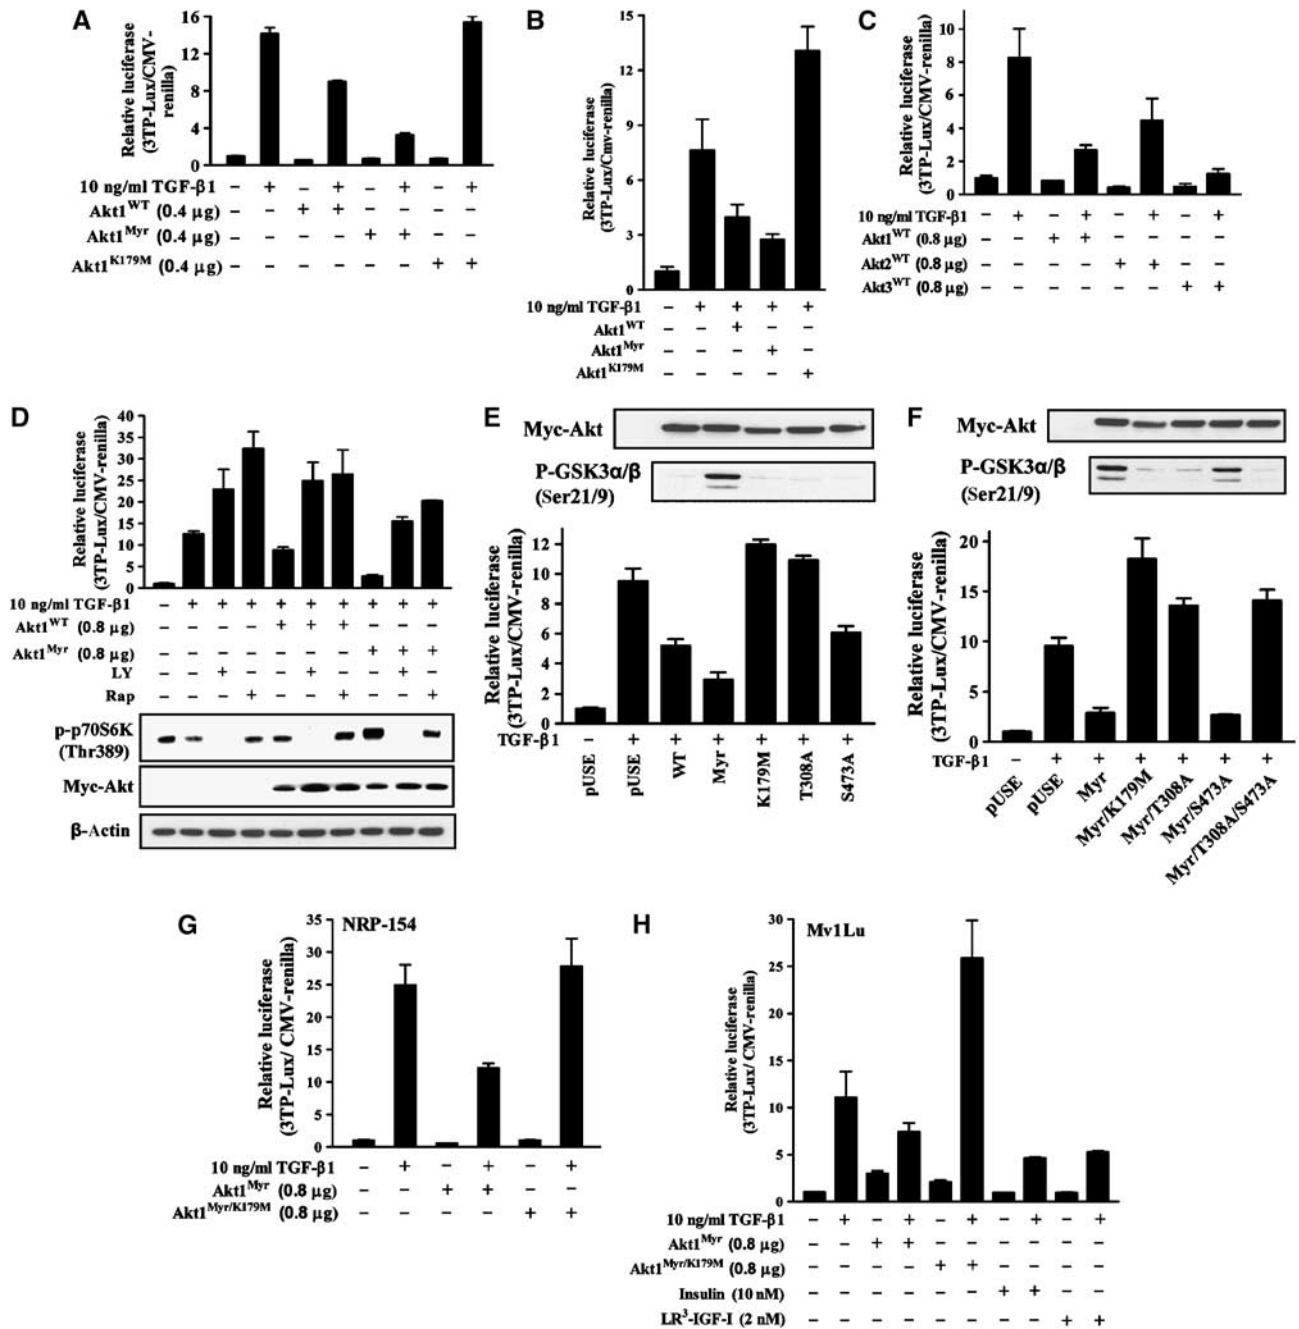 A
Relative luciferase
(3TP-Lux/CMV-
renilla)
16
12
8
4
0
10 ng/ml TGF-β1 – + – + – + – +
Akt1WT (0.4 μg) – – + + – – – –
Akt1Myr (0.4 μg) – – – – + + – –
Akt1K179M (0.4 μg) – – – – – – + +
B
Relative luciferase
(3TP-Lux/Cmv-renilla)
15
12
9
6
3
0
10 ng/ml TGF-β1 – + + + +
Akt1WT – – + – –
Akt1Myr – – – + –
Akt1K179M – – – – +
C
Relative luciferase
(3TP-Lux/CMV-renilla)
10
8
6
4
2
0
10 ng/ml TGF-β1 – + – + – + – +
Akt1WT (0.8 μg) – – + + – – – –
Akt2WT (0.8 μg) – – – – + + – –
Akt3WT (0.8 μg) – – – – – – + +
D
Relative luciferase
(3TP-Lux/CMV-renilla)
40
35
30
25
20
15
10
5
0
10 ng/ml TGF-β1 – + + + + + + + + +
Akt1WT (0.8 μg) – – – – + + + – – –
Akt1Myr (0.8 μg) – – – – – – – + + +
LY – – + – – + – – + –
Rap – – – + – – + – – +
p-p70S6K
(Thr389)
Myc-Akt
β-Actin
E
Myc-Akt
P-GSK3α/β
(Ser21/9)
Relative luciferase
(3TP-Lux/CMV-renilla)
12
10
8
6
4
2
0
TGF-β1 – + + + + + +
pUSE pUSE WT Myr K179M T308A S473A
F
Myc-Akt
P-GSK3α/β
(Ser21/9)
Relative luciferase
(3TP-Lux/CMV-renilla)
20
15
10
5
0
TGF-β1 – + + + + + +
pUSE pUSE Myr Myr/K179M Myr/T308A Myr/S473A Myr/T308A/S473A
G
NRP-154
Relative luciferase
(3TP-Lux/ CMV-renilla)
35
30
25
20
15
10
5
0
10 ng/ml TGF-β1 – + – + – +
Akt1Myr (0.8 μg) – – + + – –
Akt1Myr/K179M (0.8 μg) – – – – + +
H
Mv1Lu
Relative luciferase
(3TP-Lux/ CMV-renilla)
30
25
20
15
10
5
0
10 ng/ml TGF-β1 – + – + – + – + – +
Akt1Myr (0.8 μg) – – + + – – – – – –
Akt1Myr/K179M (0.8 μg) – – – – + + – – – –
Insulin (10 nM) – – – – – – + + – –
LR3-IGF-I (2 nM) – – – – – – – – + +